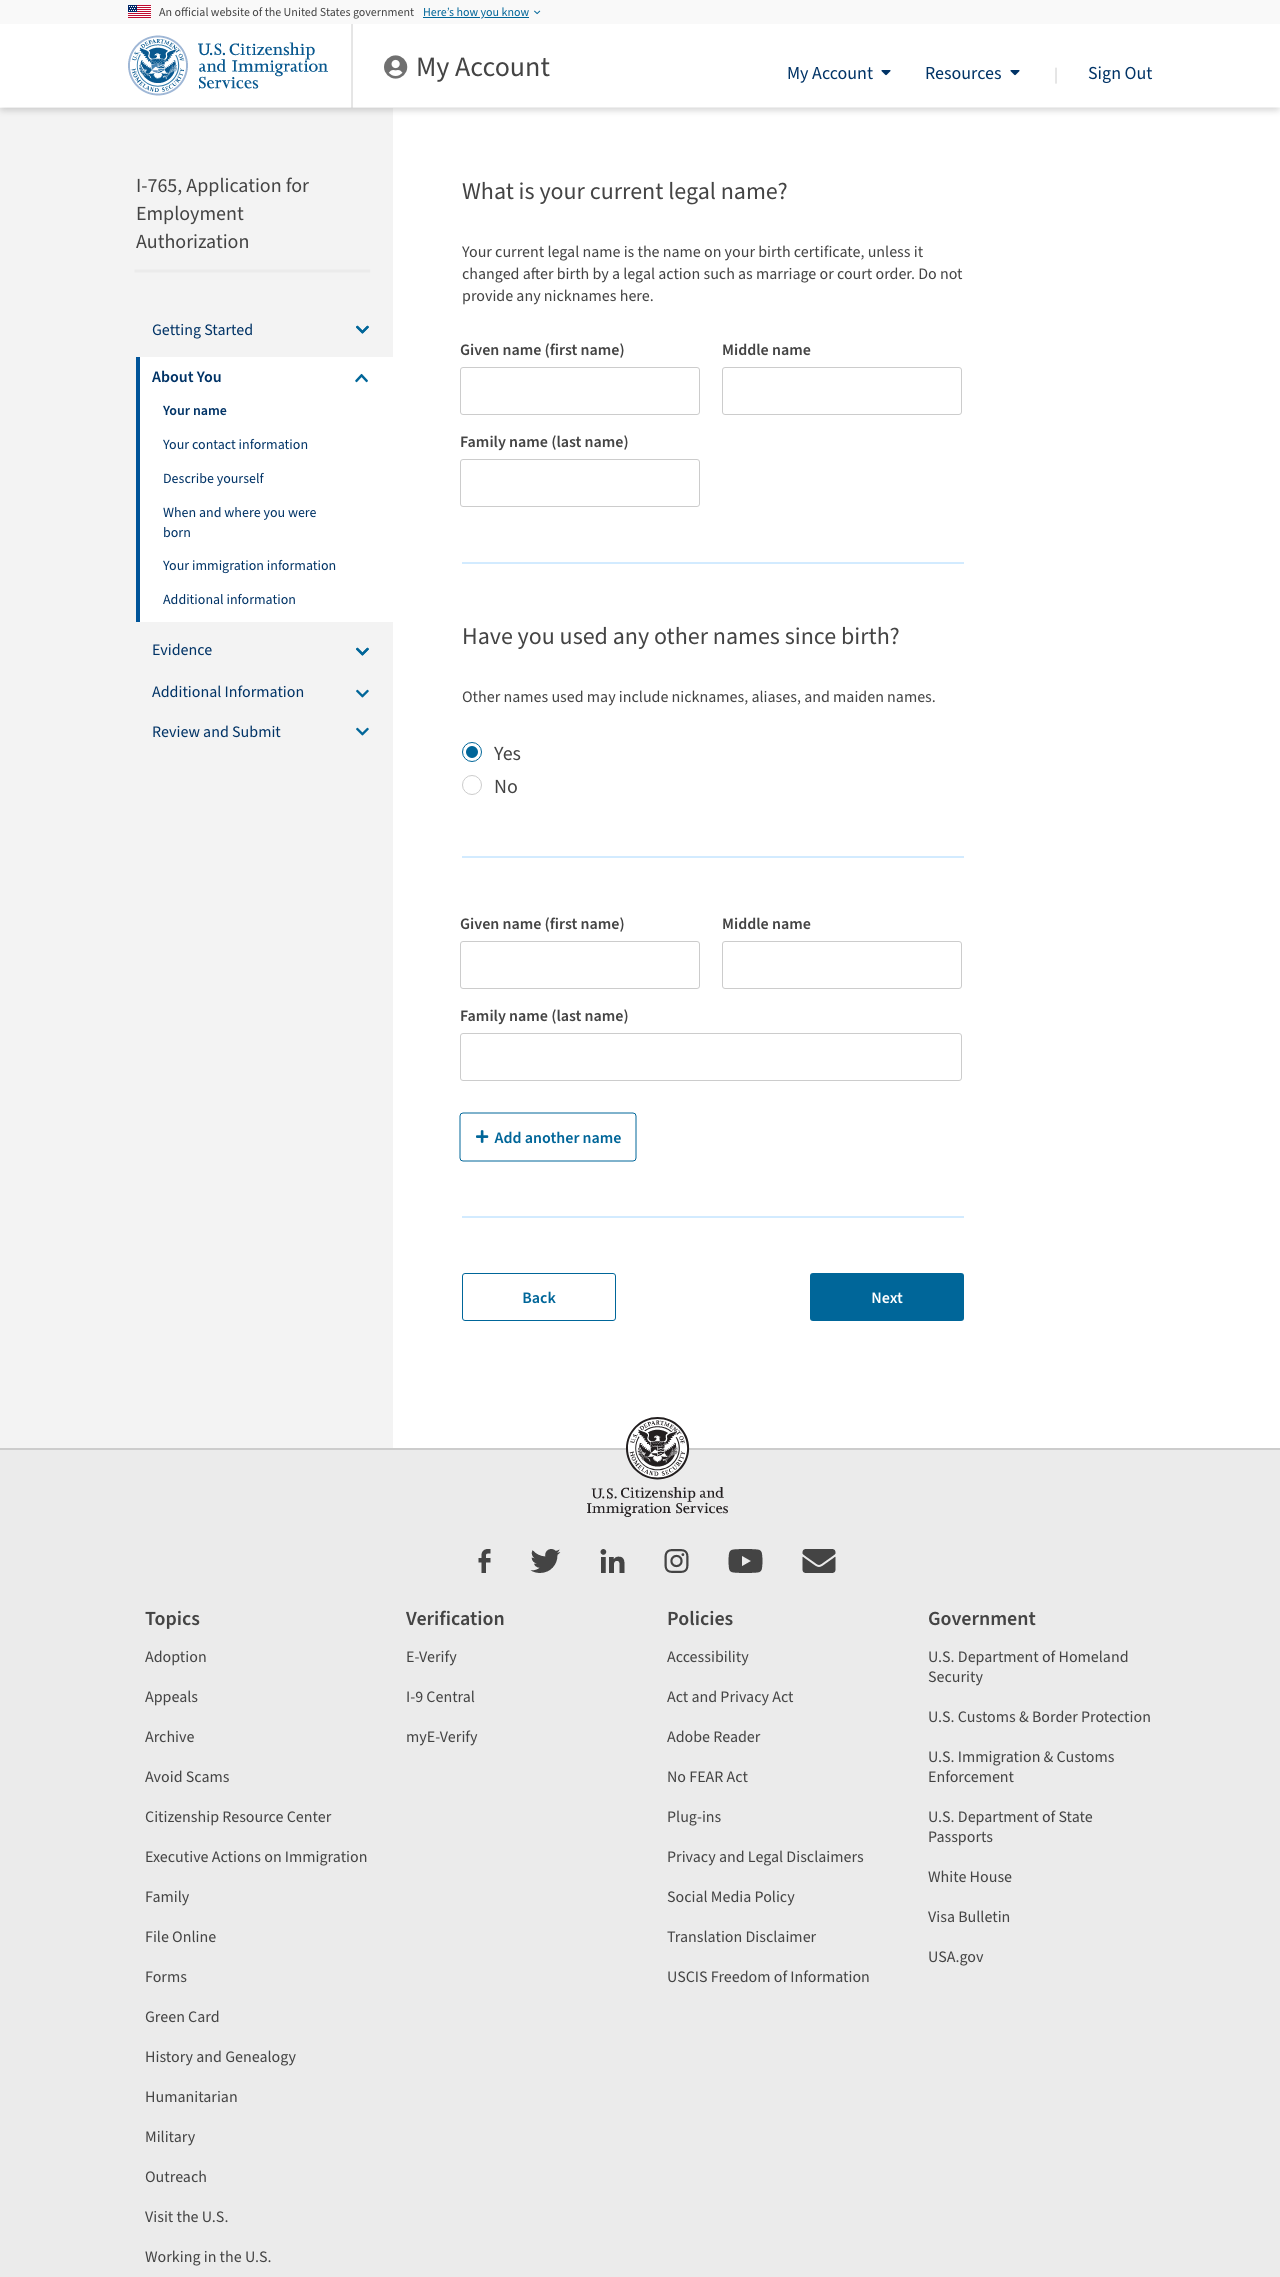 An official website of the United States government Here's how you know
U.S. Citizenship
and Immigration
Services
My Account
My Account
Resources
Sign Out
I-765, Application for
Employment
Authorization
Getting Started
About You
Your name
Your contact information
Describe yourself
When and where you were
born
Your immigration information
Additional information
Evidence
Additional Information
Review and Submit
What is your current legal name?
Your current legal name is the name on your birth certificate, unless it
changed after birth by a legal action such as marriage or court order. Do not
provide any nicknames here.
Given name (first name)
Middle name
Family name (last name)
Have you used any other names since birth?
Other names used may include nicknames, aliases, and maiden names.
Yes
No
Given name (first name)
Middle name
Family name (last name)
+ Add another name
Back
Next
U.S. DEPARTMENT OF HOMELAND SECURITY
U.S. Citizenship and
Immigration Services
Topics
Adoption
Appeals
Archive
Avoid Scams
Citizenship Resource Center
Executive Actions on Immigration
Family
File Online
Forms
Green Card
History and Genealogy
Humanitarian
Military
Outreach
Visit the U.S.
Working in the U.S.
Verification
E-Verify
I-9 Central
myE-Verify
Policies
Accessibility
Act and Privacy Act
Adobe Reader
No FEAR Act
Plug-ins
Privacy and Legal Disclaimers
Social Media Policy
Translation Disclaimer
USCIS Freedom of Information
Government
U.S. Department of Homeland
Security
U.S. Customs & Border Protection
U.S. Immigration & Customs
Enforcement
U.S. Department of State
Passports
White House
Visa Bulletin
USA.gov